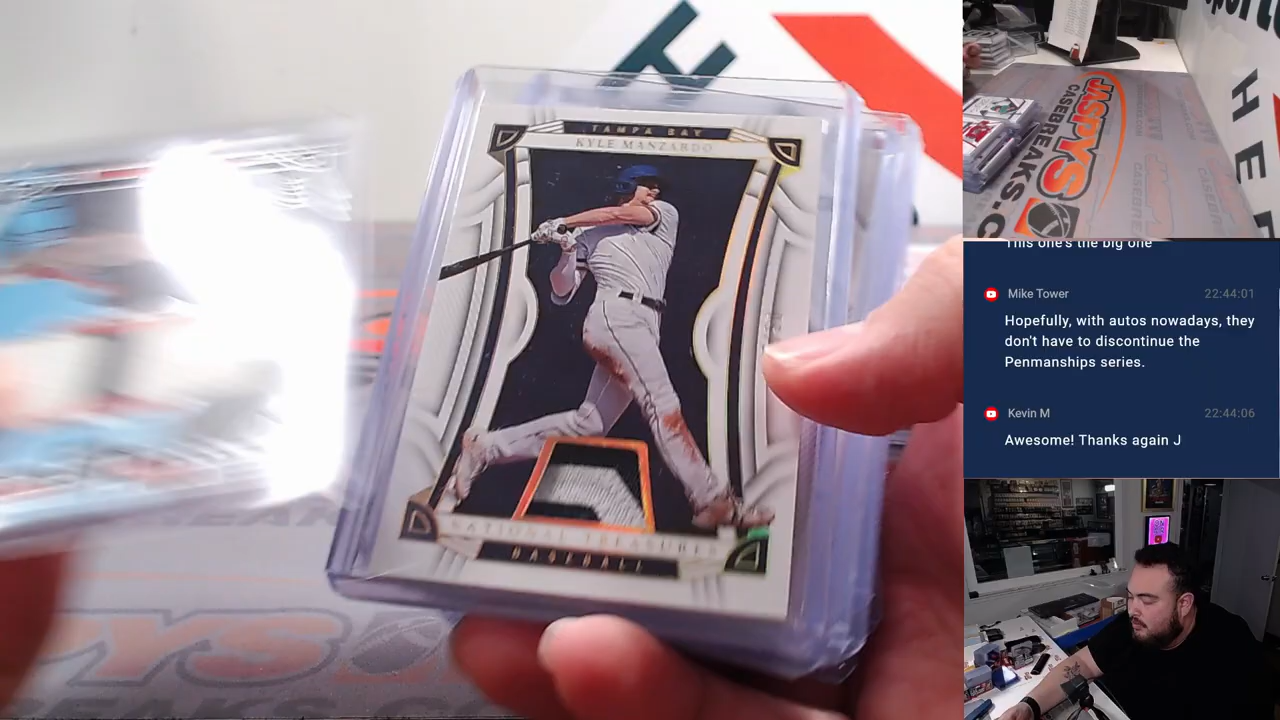 TAMPA BAY
KYLE MANZARDO
NATIONAL TREASURES
BASEBALL
JASPYS
CASEBREAKS.C
This one's the big one
Mike Tower 22:44:01
Hopefully, with autos nowadays, they
don't have to discontinue the
Penmanships series.
Kevin M 22:44:06
Awesome! Thanks again J